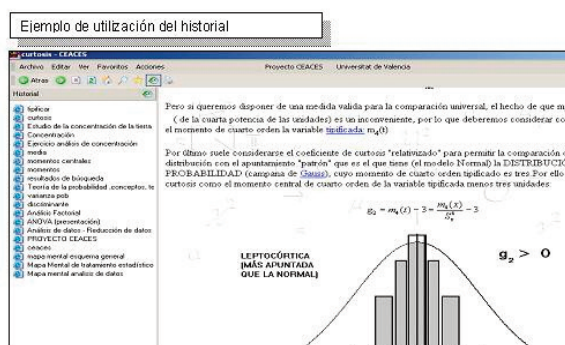 Ejemplo de utilización del historial
curtosis - CEACES
Archivo Editar Ver Favoritos Acciones Proyecto CEACES Universitat de Valencia
Atras
Historial
tipificar
curtosis
Estudio de la concentración de la tierra
Concentración
Ejercicio análisis de concentración
media
momentos centrales
momentos
resultados de búsqueda
Teoría de la probabilidad ,conceptos, te
varianza pob
discriminante
Análisis Factorial
ANOVA (presentación)
Análisis de datos - Reducción de datos
PROYECTO CEACES
ceaces
mapa mental esquema general
Mapa Mental de tratamiento estadístico
Mapa mental analisis de datos
Pero si queremos disponer de una medida valida para la comparación universal, el hecho de que m
( de la cuarta potencia de las unidades) es un inconveniente, por lo que deberemos considerar co
el momento de cuarto orden la variable tipificada: m4(t)
Por último suele considerarse el coeficiente de curtosis "relativizado" para permitir la comparación
distribución con el apuntamiento "patrón" que es el que tiene (el modelo Normal) la DISTRIBUCI
PROBABILIDAD (campana de Gauss), cuyo momento de cuarto orden tipificado es tres.Por ello
curtosis como el momento central de cuarto orden de la variable tipificada menos tres unidades:
g2 = m4(t) − 3 = m4(x) / Sx4 − 3
LEPTOCÚRTICA
(MÁS APUNTADA
QUE LA NORMAL)
g2 > 0